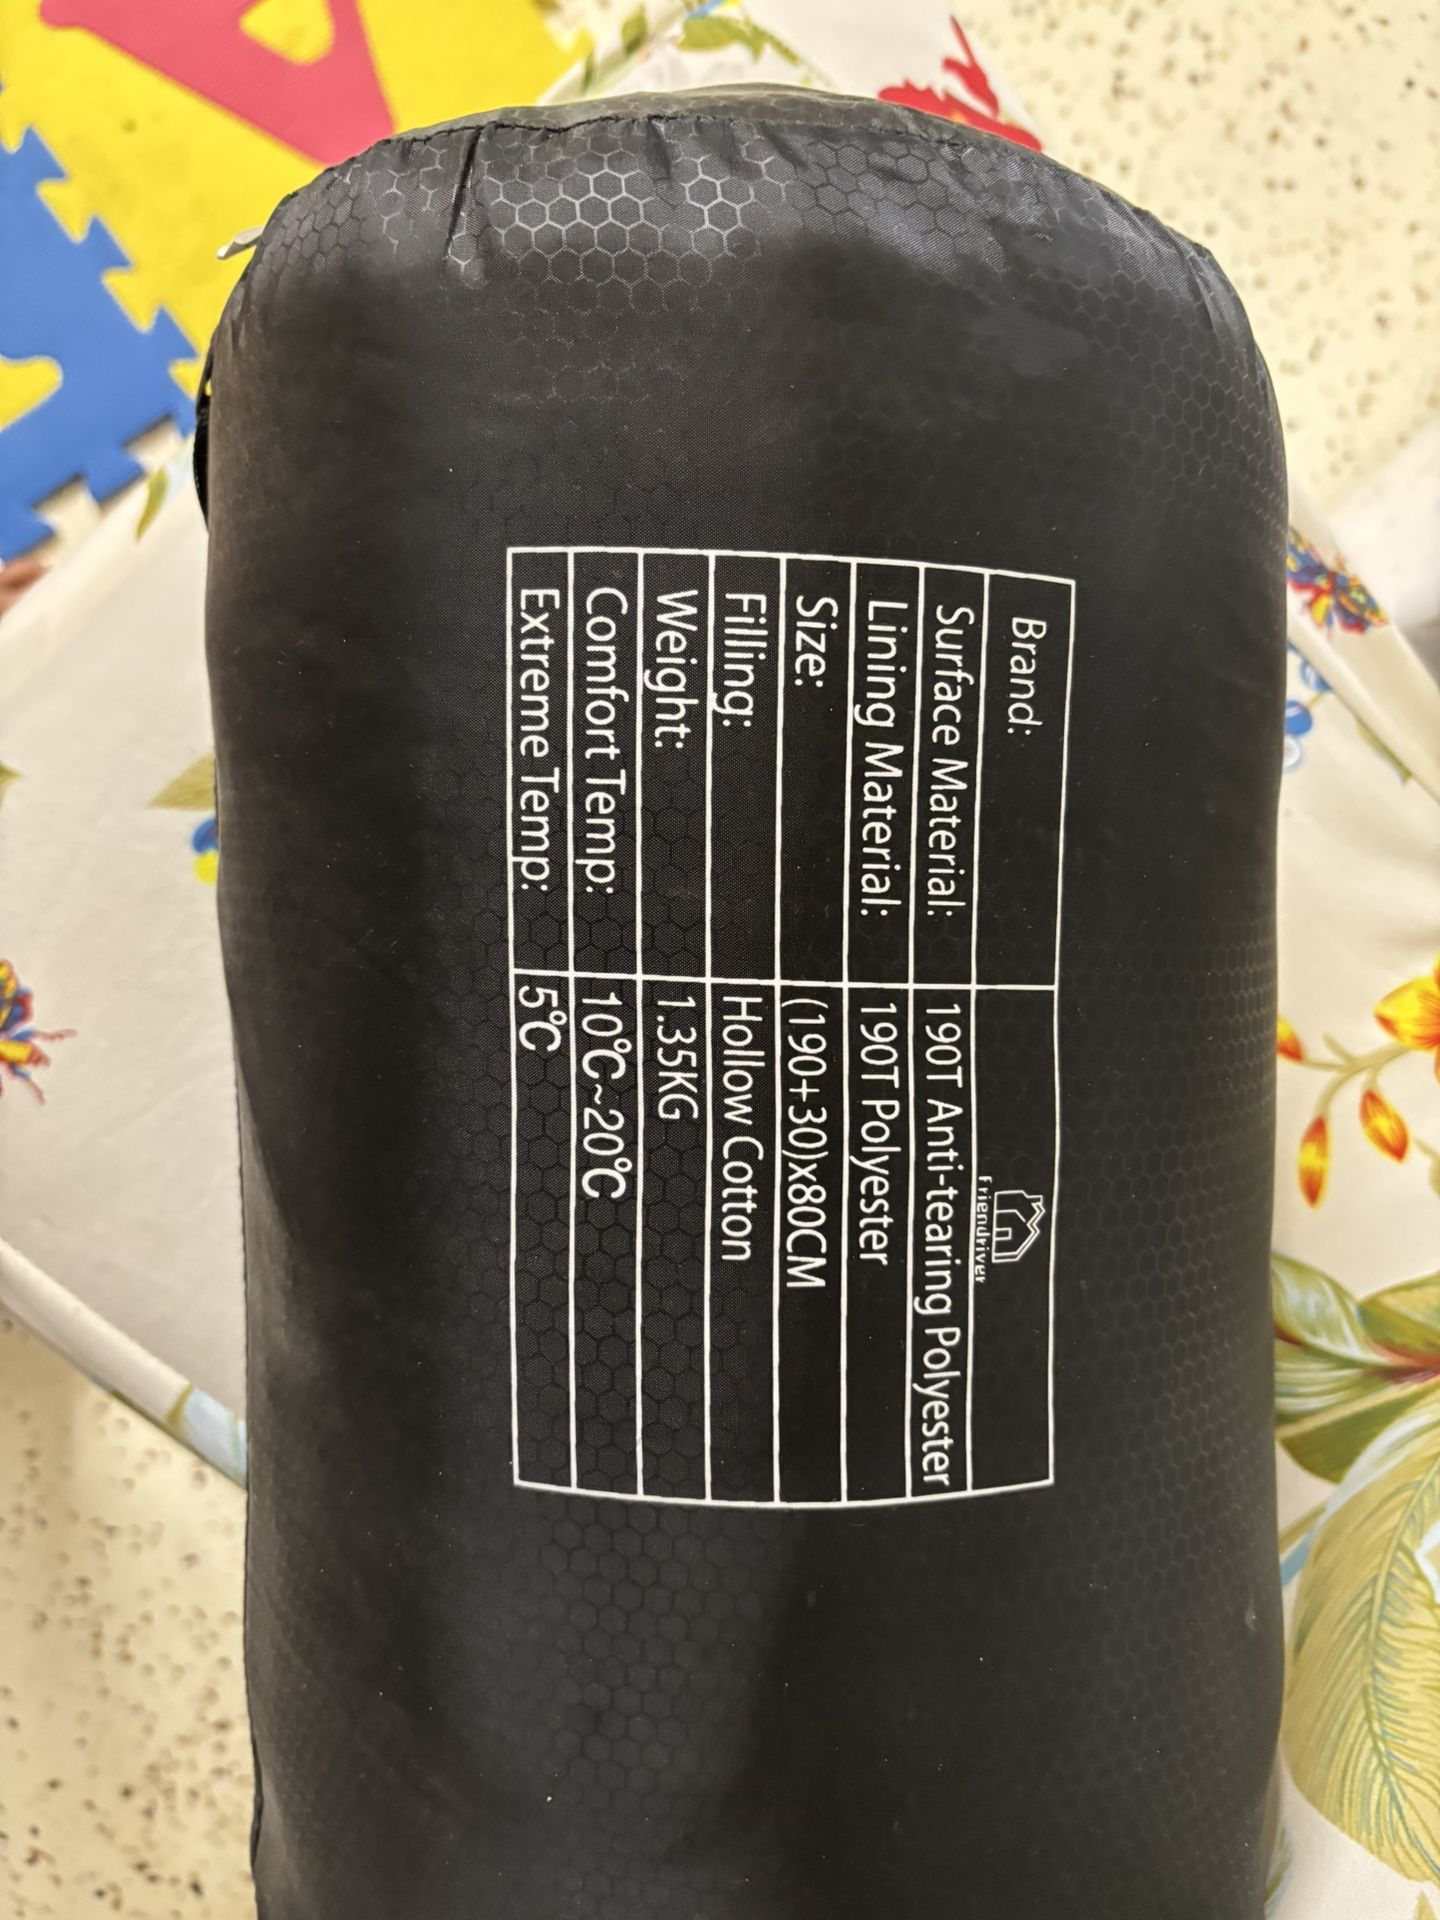 Brand: Friendriver
Surface Material: 190T Anti-tearing Polyester
Lining Material: 190T Polyester
Size: (190+30)x80CM
Filling: Hollow Cotton
Weight: 1.35KG
Comfort Temp: 10℃~20℃
Extreme Temp: 5℃